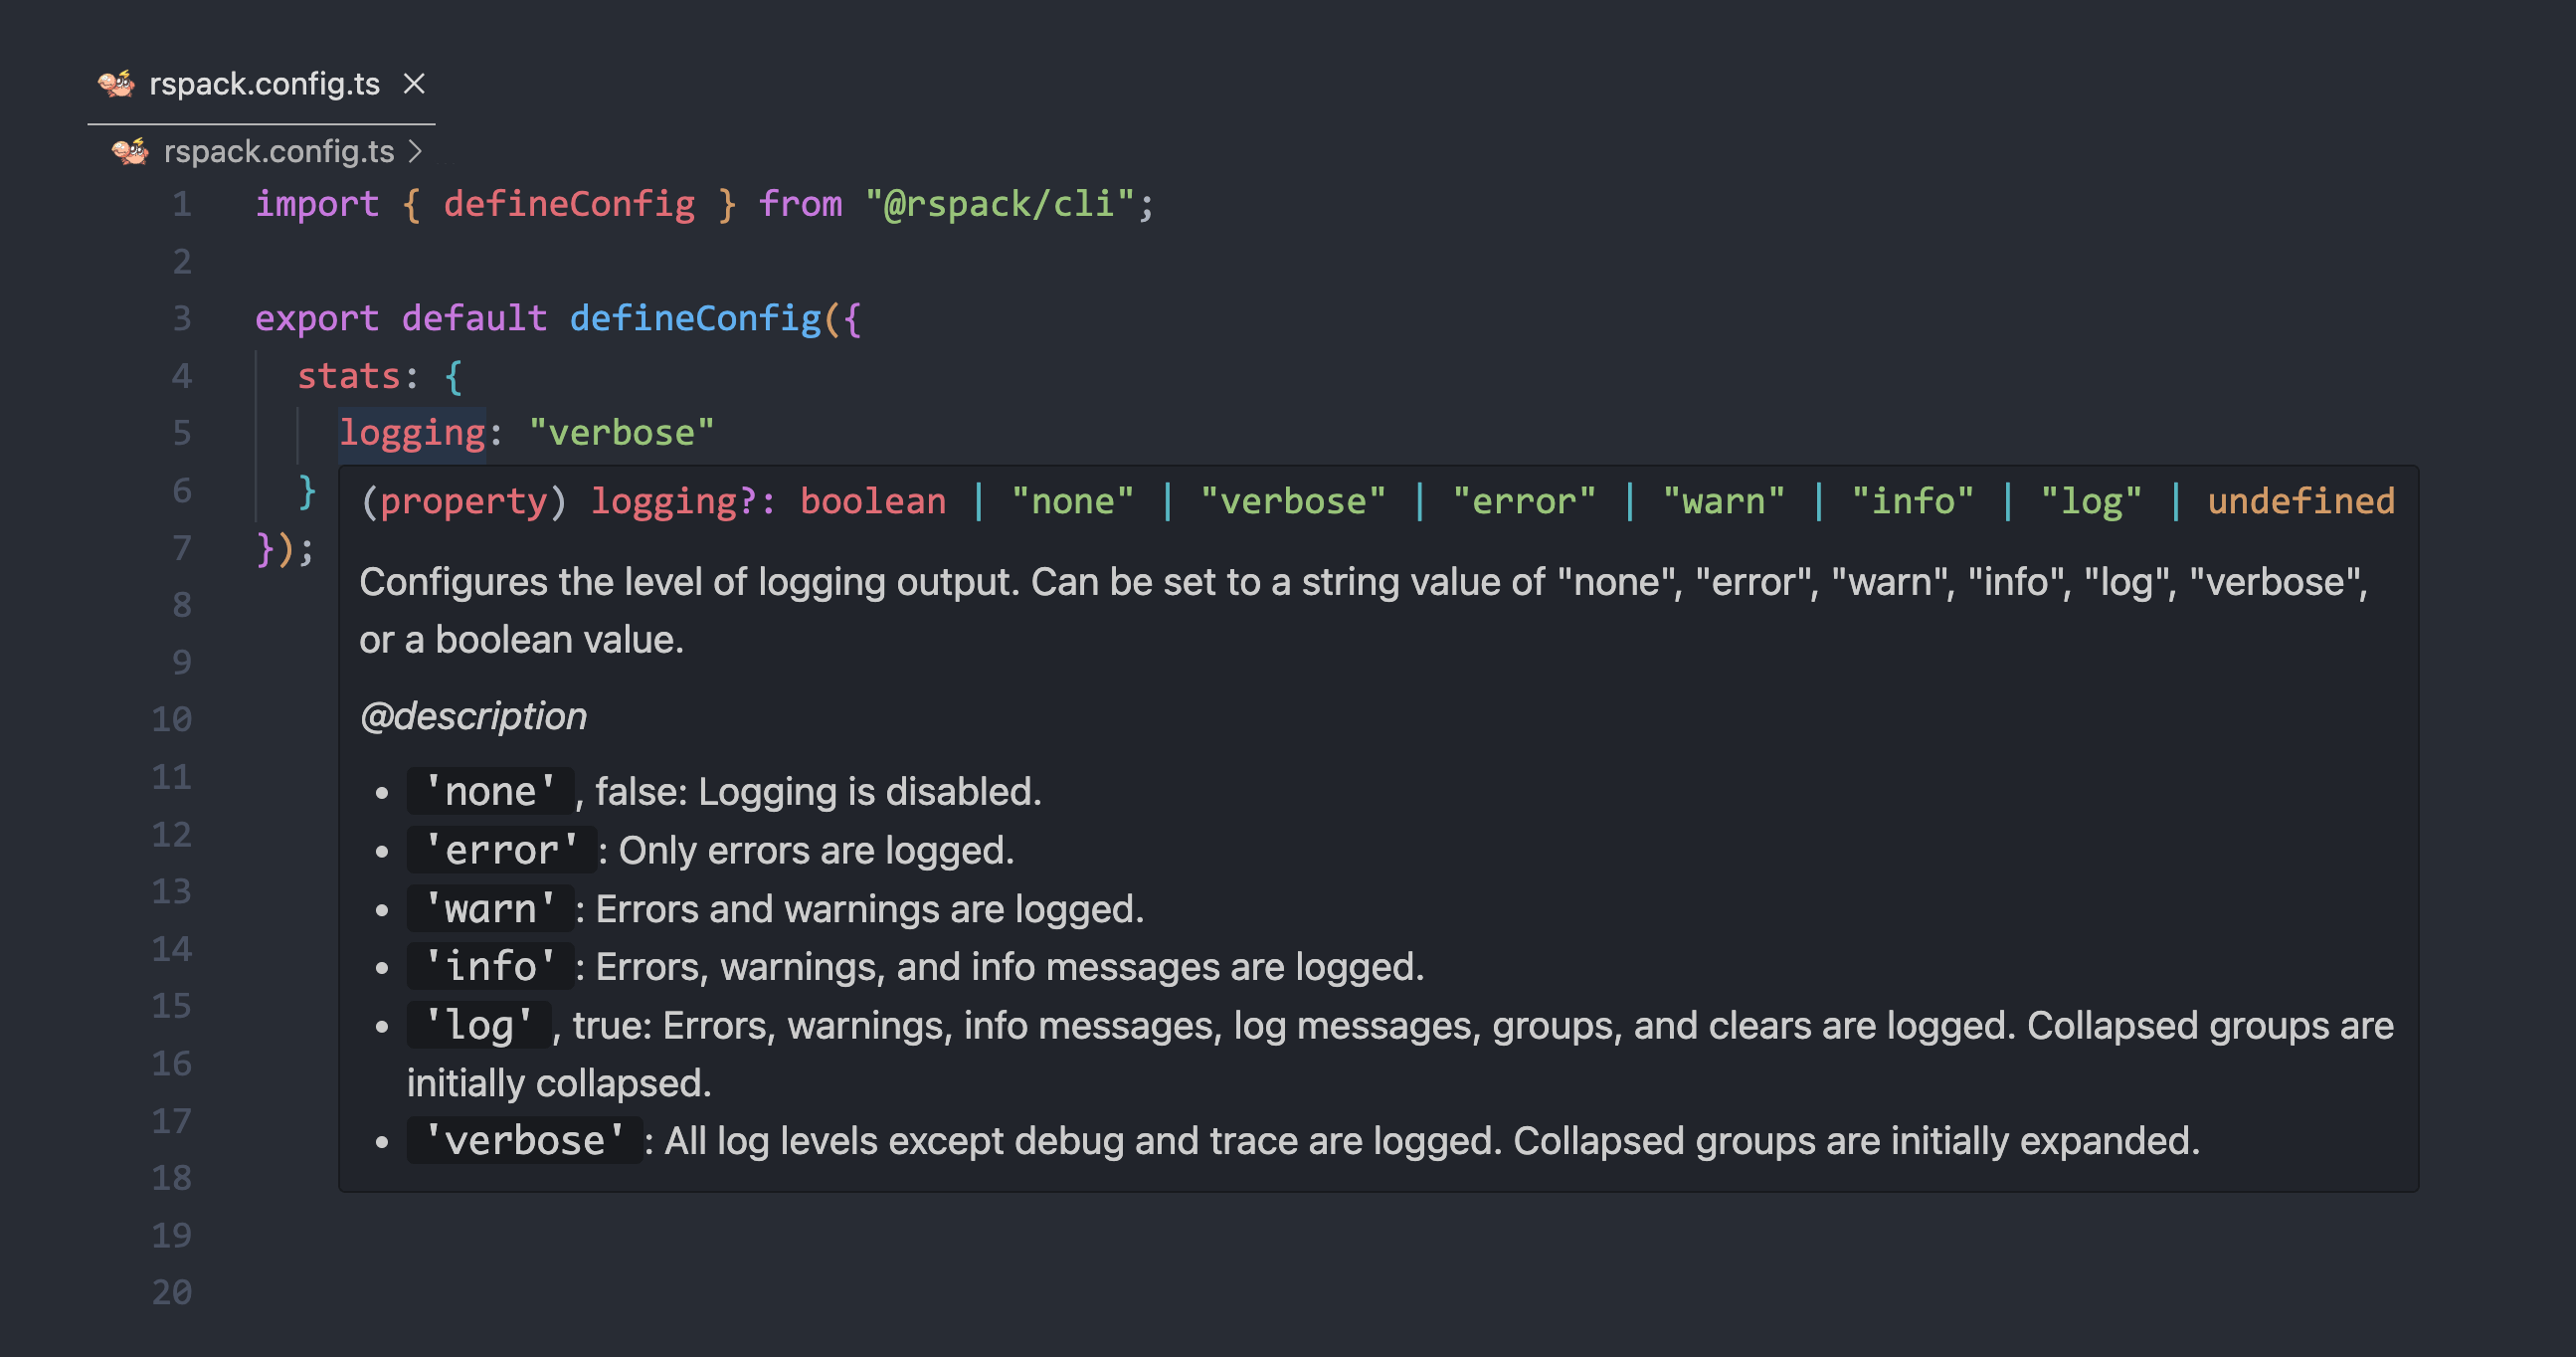 rspack.config.ts ×
rspack.config.ts >
1 import { defineConfig } from "@rspack/cli";
2
3 export default defineConfig({
4 stats: {
5 logging: "verbose"
6 }
(property) logging?: boolean | "none" | "verbose" | "error" | "warn" | "info" | "log" | undefined
7 });
Configures the level of logging output. Can be set to a string value of "none", "error", "warn", "info", "log", "verbose",
8
or a boolean value.
9
@description
10
11
• 'none', false: Logging is disabled.
12
• 'error': Only errors are logged.
13
• 'warn': Errors and warnings are logged.
14
• 'info': Errors, warnings, and info messages are logged.
15
• 'log', true: Errors, warnings, info messages, log messages, groups, and clears are logged. Collapsed groups are
16
initially collapsed.
17
• 'verbose': All log levels except debug and trace are logged. Collapsed groups are initially expanded.
18
19
20